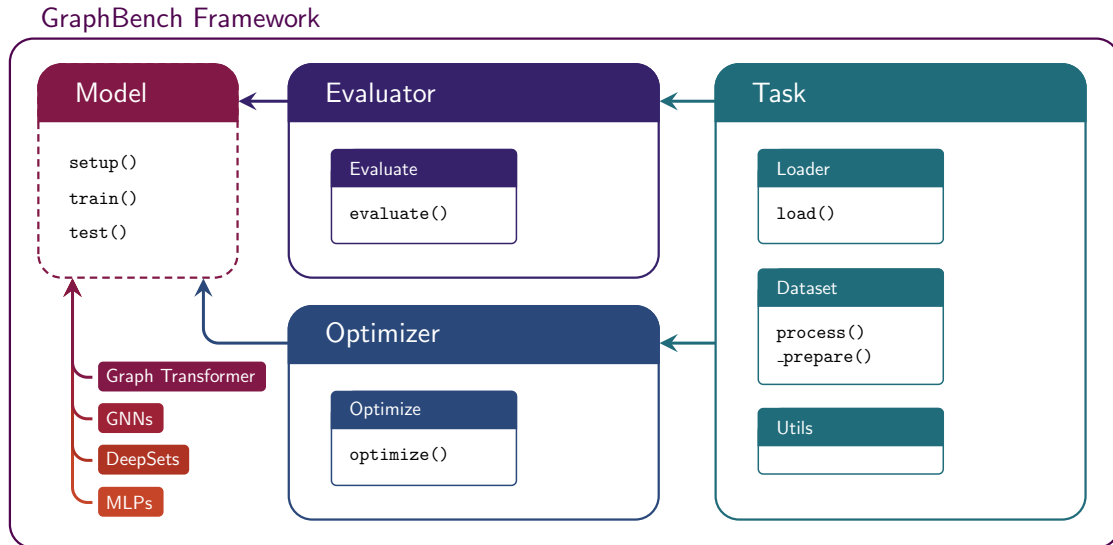 GraphBench Framework
Model
setup()
train()
test()
Graph Transformer
GNNs
DeepSets
MLPs
Evaluator
Evaluate
evaluate()
Optimizer
Optimize
optimize()
Task
Loader
load()
Dataset
process()
_prepare()
Utils